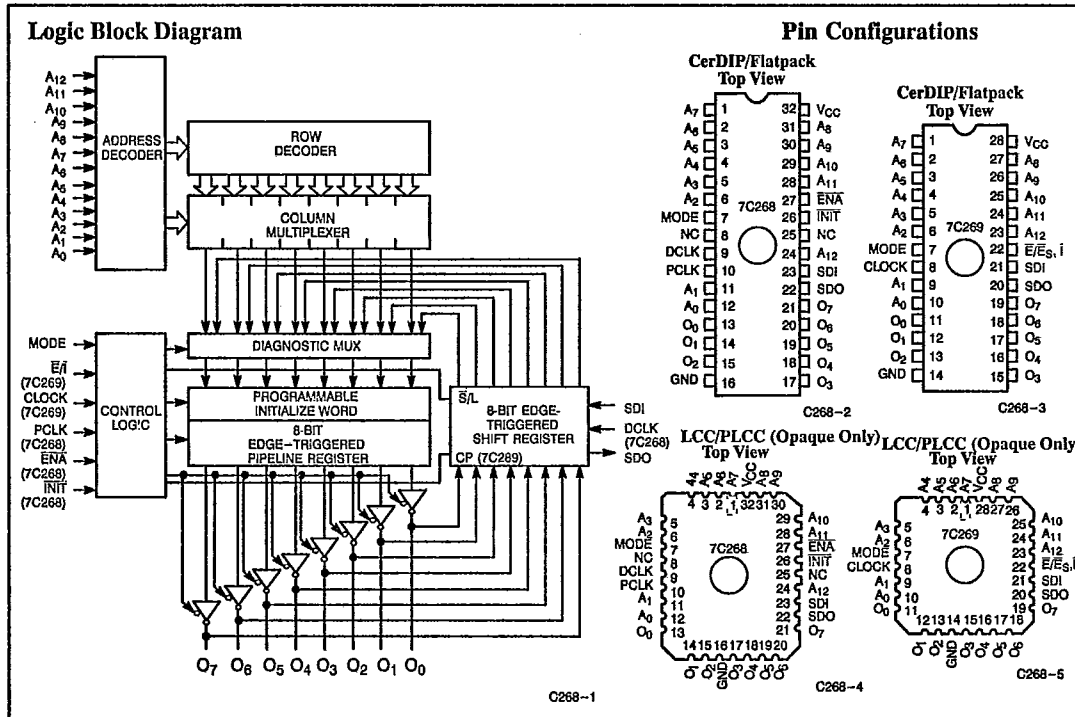 Logic Block Diagram
A12
A11
A10
A9
A8
A7
A6
A5
A4
A3
A2
A1
A0
ADDRESS
DECODER
ROW
DECODER
COLUMN
MULTIPLEXER
DIAGNOSTIC MUX
PROGRAMMABLE
INITIALIZE WORD
8-BIT
EDGE-TRIGGERED
PIPELINE REGISTER
MODE
E̅/I̅
(7C269)
CLOCK
(7C269)
PCLK
(7C268)
E̅N̅A̅
(7C268)
I̅N̅I̅T̅
(7C268)
CONTROL
LOGIC
S̅/L
8-BIT EDGE-
TRIGGERED
SHIFT REGISTER
CP (7C289)
SDI
DCLK
(7C268)
SDO
O7 O6 O5 O4 O3 O2 O1 O0
C268-1
Pin Configurations
CerDIP/Flatpack
Top View
A7 1 32 VCC
A6 2 31 A8
A5 3 30 A9
A4 4 29 A10
A3 5 28 A11
A2 6 27 E̅N̅A̅
7C268
MODE 7 26 I̅N̅I̅T̅
NC 8 25 NC
DCLK 9 24 A12
PCLK 10 23 SDI
A1 11 22 SDO
A0 12 21 O7
O0 13 20 O6
O1 14 19 O5
O2 15 18 O4
GND 16 17 O3
C268-2
CerDIP/Flatpack
Top View
A7 1 28 VCC
A6 2 27 A8
A5 3 26 A9
A4 4 25 A10
A3 5 24 A11
A2 6 23 A12
7C269
MODE 7 22 E̅/E̅S, I̅
CLOCK 8 21 SDI
A1 9 20 SDO
A0 10 19 O7
O0 11 18 O6
O1 12 17 O5
O2 13 16 O4
GND 14 15 O3
C268-3
LCC/PLCC (Opaque Only)
Top View
A4 A5 A6 A7 VCC A8 A9
4 3 2 1 32 31 30
A3 5 29 A10
A2 6 28 A11
MODE 7 27 E̅N̅A̅
7C268
NC 8 26 I̅N̅I̅T̅
DCLK 9 25 NC
PCLK 10 24 A12
A1 11 23 SDI
A0 12 22 SDO
O0 13 21 O7
14 15 16 17 18 19 20
O1 O2 GND O3 O4 O5 O6
C268-4
LCC/PLCC (Opaque Only)
Top View
A4 A5 A6 A7 VCC A8 A9
4 3 2 1 28 27 26
A3 5 25 A10
A2 6 24 A11
MODE 7 23 A12
7C269
CLOCK 8 22 E̅/E̅S, I̅
A1 9 21 SDI
A0 10 20 SDO
O0 11 19 O7
12 13 14 15 16 17 18
O1 O2 GND O3 O4 O5 O6
C268-5